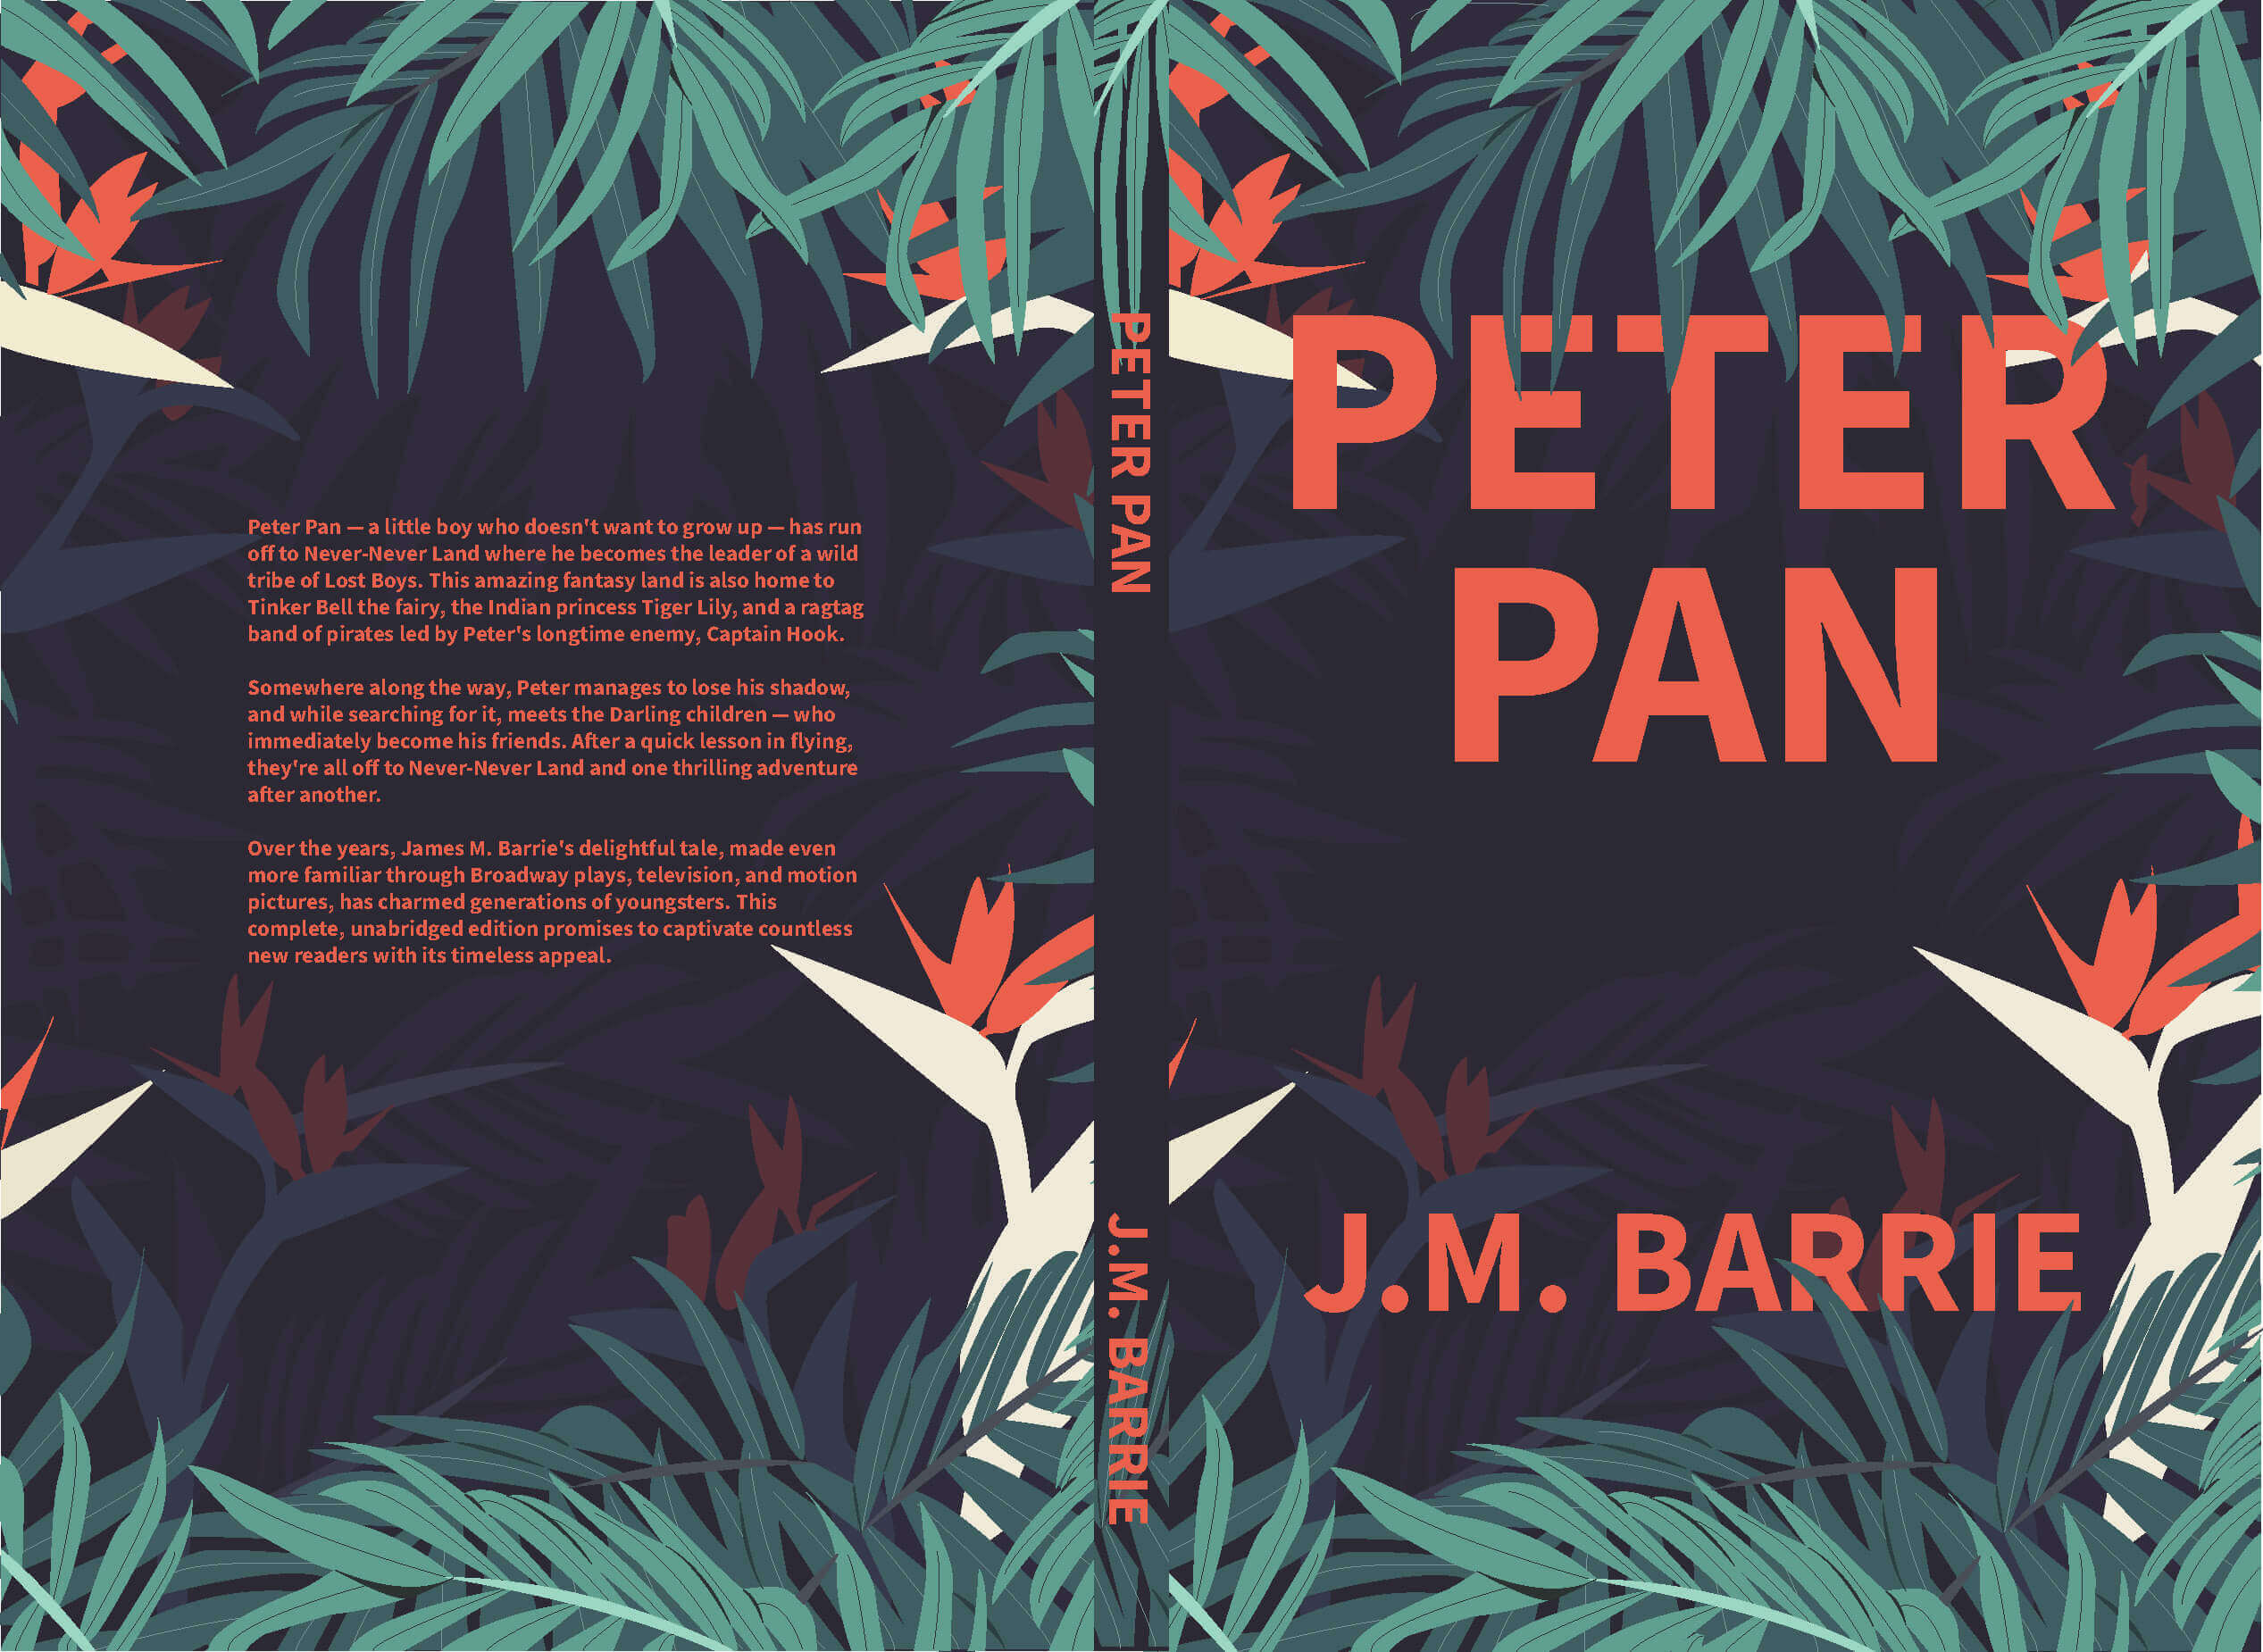 Peter Pan — a little boy who doesn't want to grow up — has run
off to Never-Never Land where he becomes the leader of a wild
tribe of Lost Boys. This amazing fantasy land is also home to
Tinker Bell the fairy, the Indian princess Tiger Lily, and a ragtag
band of pirates led by Peter's longtime enemy, Captain Hook.
Somewhere along the way, Peter manages to lose his shadow,
and while searching for it, meets the Darling children — who
immediately become his friends. After a quick lesson in flying,
they're all off to Never-Never Land and one thrilling adventure
after another.
Over the years, James M. Barrie's delightful tale, made even
more familiar through Broadway plays, television, and motion
pictures, has charmed generations of youngsters. This
complete, unabridged edition promises to captivate countless
new readers with its timeless appeal.
PETER PAN
J.M. BARRIE
PETER
PAN
J.M. BARRIE